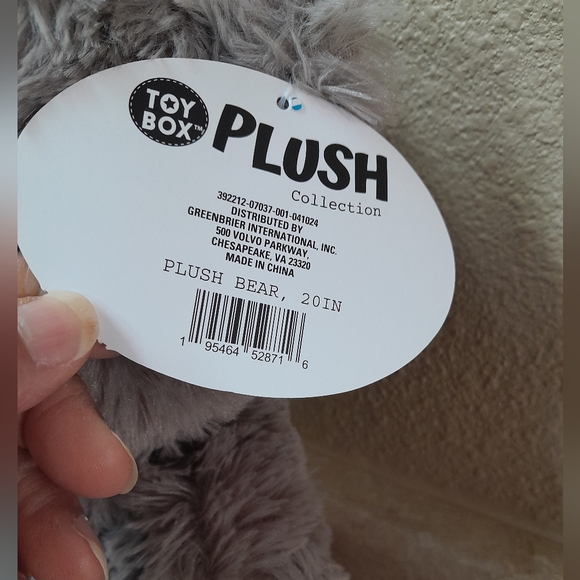 TOY
BOX™
PLUSH
Collection
392212-07037-001-041024
DISTRIBUTED BY
GREENBRIER INTERNATIONAL, INC.
500 VOLVO PARKWAY,
CHESAPEAKE, VA 23320
MADE IN CHINA
PLUSH BEAR, 20IN
1 95464 52871 6